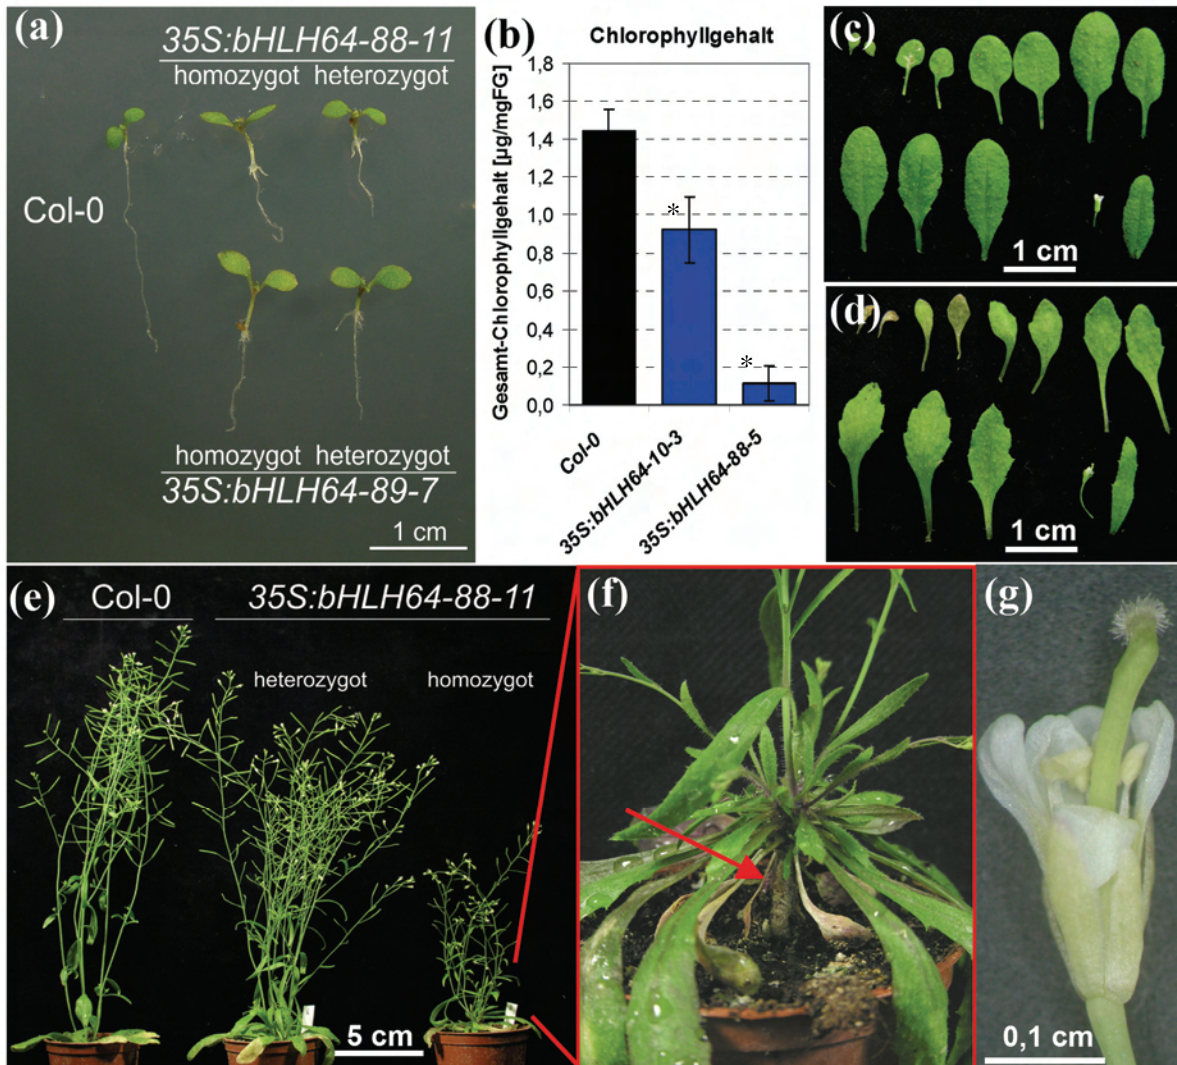 (a)
35S:bHLH64-88-11
homozygot heterozygot
Col-0
homozygot heterozygot
35S:bHLH64-89-7
1 cm
(b)
Chlorophyllgehalt
Gesamt-Chlorophyllgehalt [µg/mgFG]
1,8
1,6
1,4
1,2
1,0
0,8
0,6
0,4
0,2
0,0
*
*
Col-0
35S:bHLH64-10-3
35S:bHLH64-88-5
(c)
1 cm
(d)
1 cm
(e)
Col-0 35S:bHLH64-88-11
heterozygot homozygot
5 cm
(f)
(g)
0,1 cm